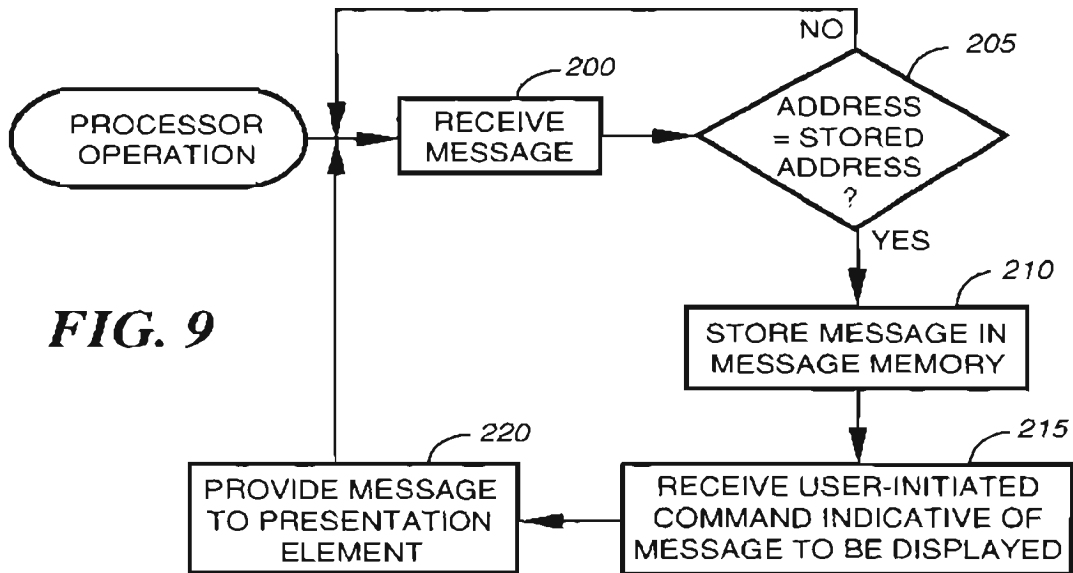 PROCESSOR
OPERATION
200
RECEIVE
MESSAGE
NO
205
ADDRESS
= STORED
ADDRESS
?
YES
210
STORE MESSAGE IN
MESSAGE MEMORY
215
RECEIVE USER-INITIATED
COMMAND INDICATIVE OF
MESSAGE TO BE DISPLAYED
220
PROVIDE MESSAGE
TO PRESENTATION
ELEMENT
FIG. 9